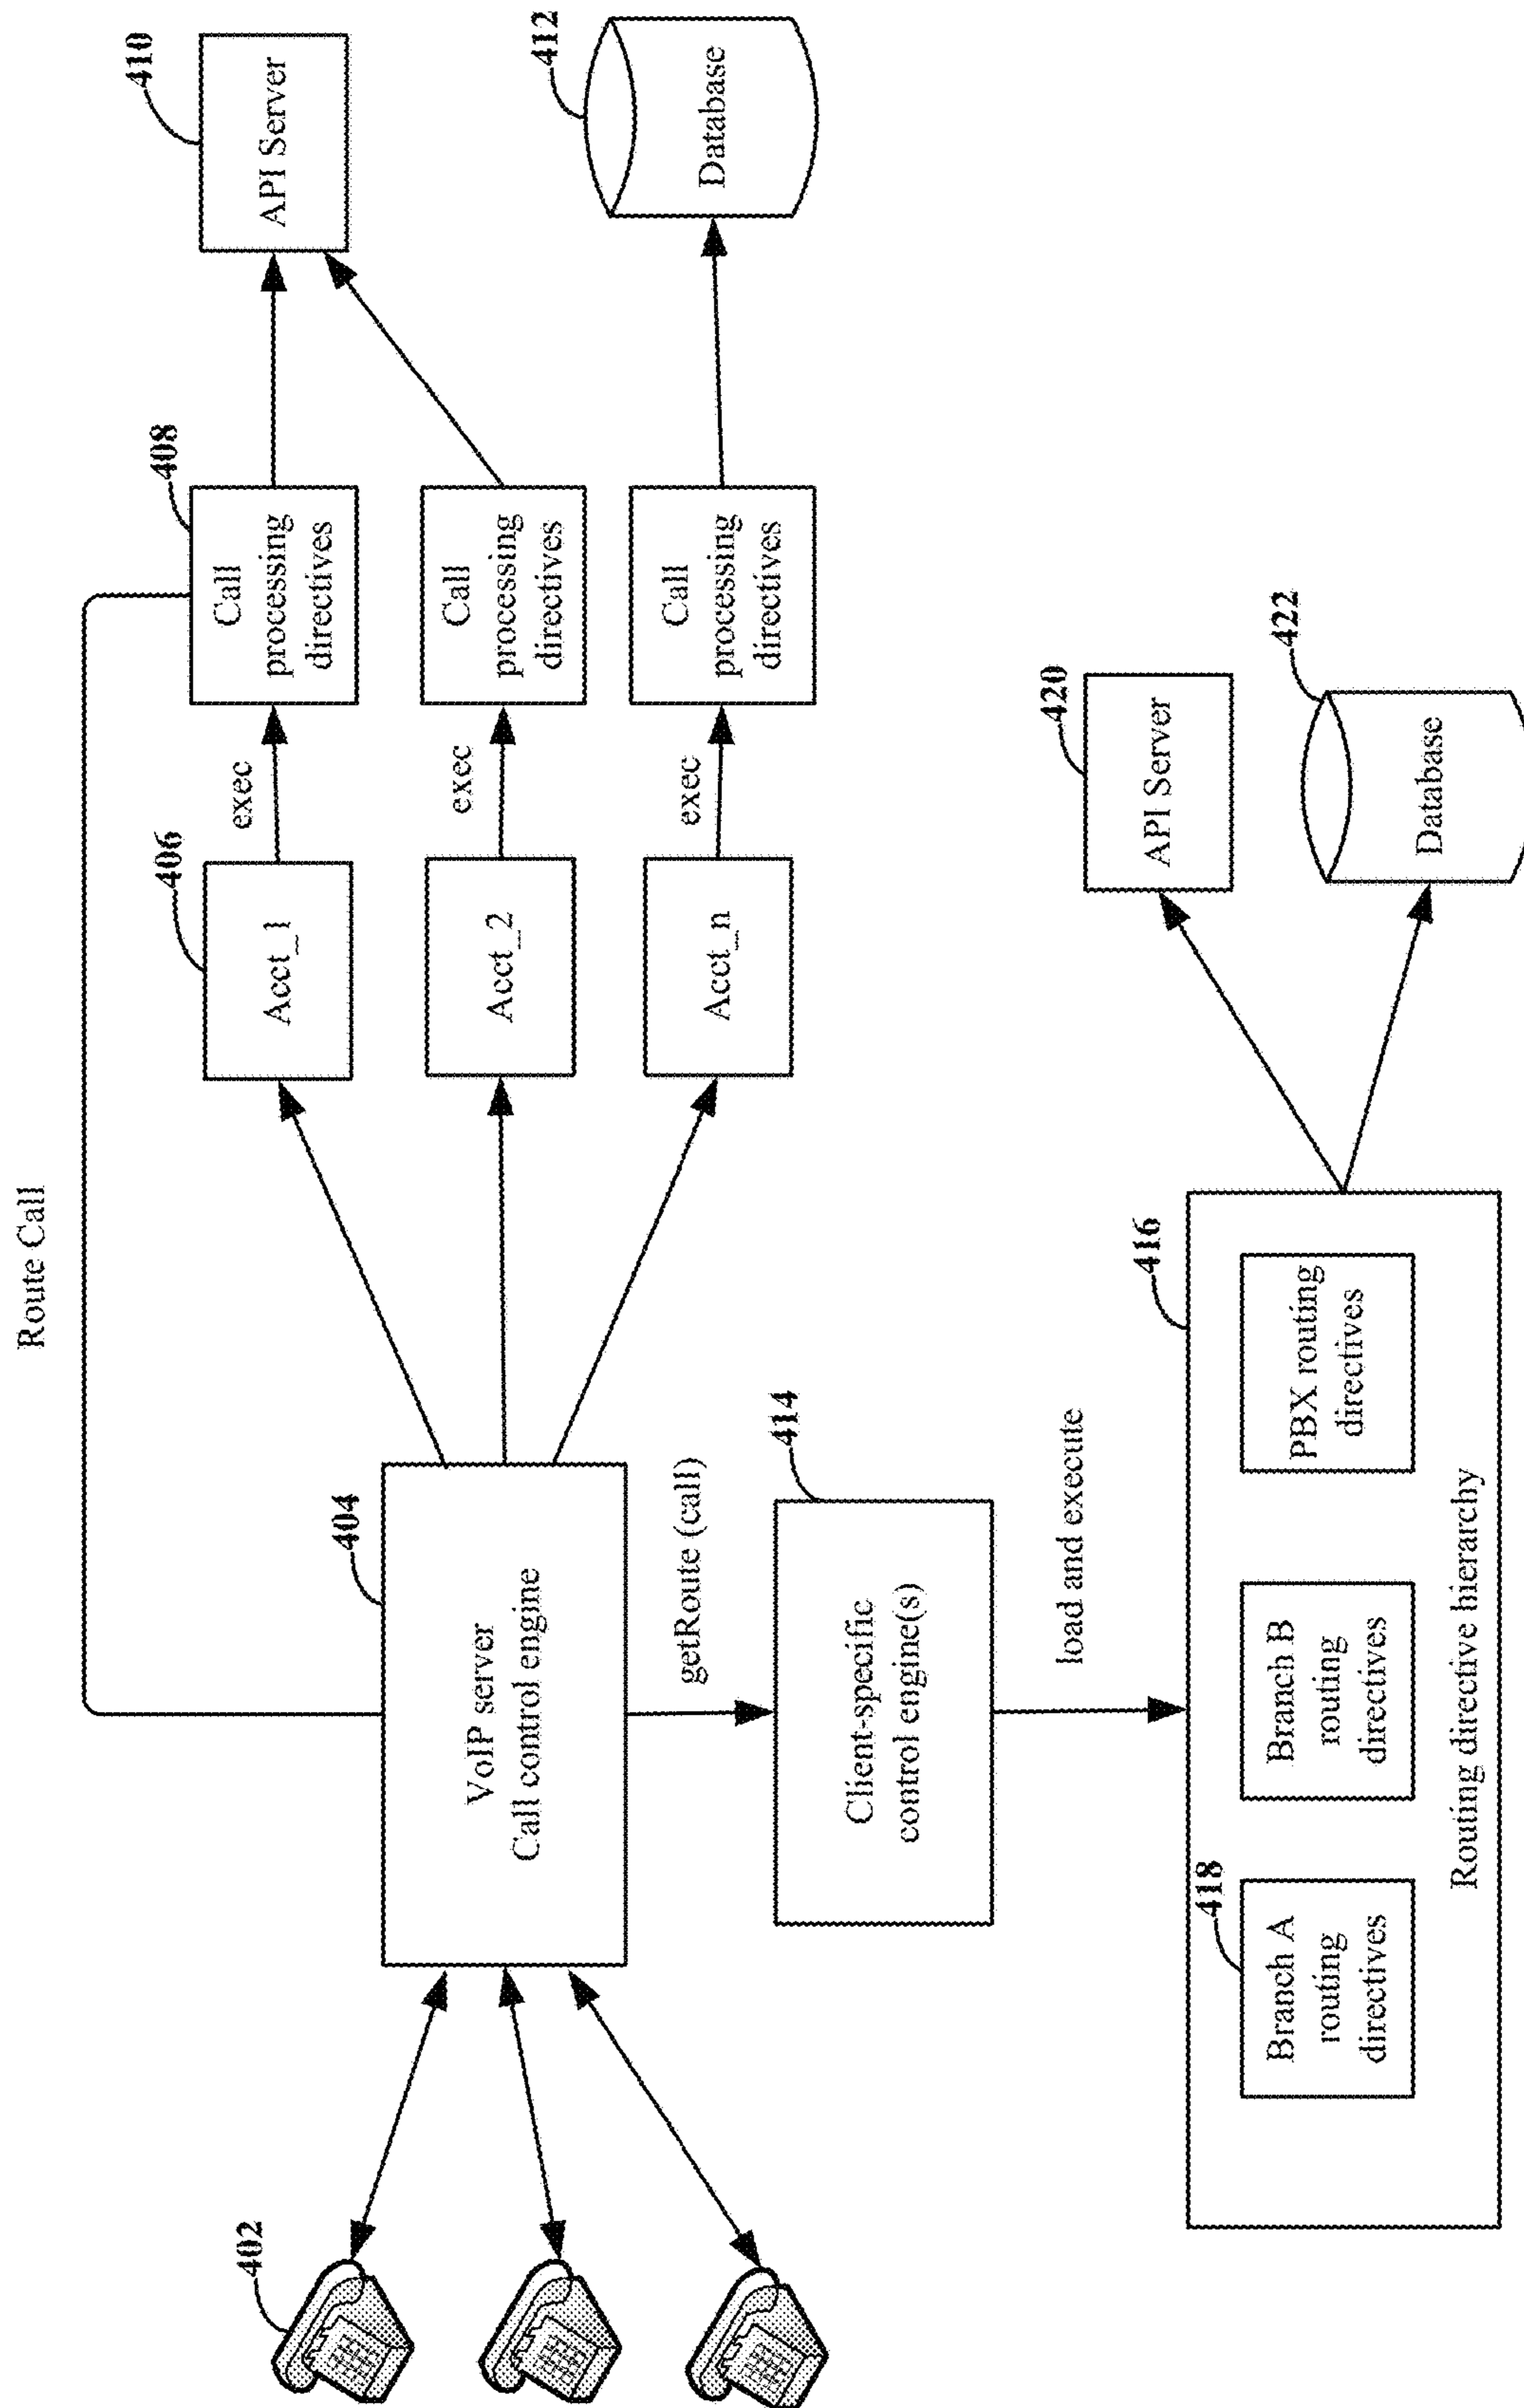 Route Call
402
404
VoIP server
Call control engine
406
Acct_1
exec
408
Call
processing
directives
410
API Server
Acct_2
exec
Call
processing
directives
Acct_n
exec
Call
processing
directives
412
Database
getRoute (call)
414
Client-specific
control engine(s)
load and execute
416
418
Branch A
routing
directives
Branch B
routing
directives
PBX routing
directives
Routing directive hierarchy
420
API Server
422
Database